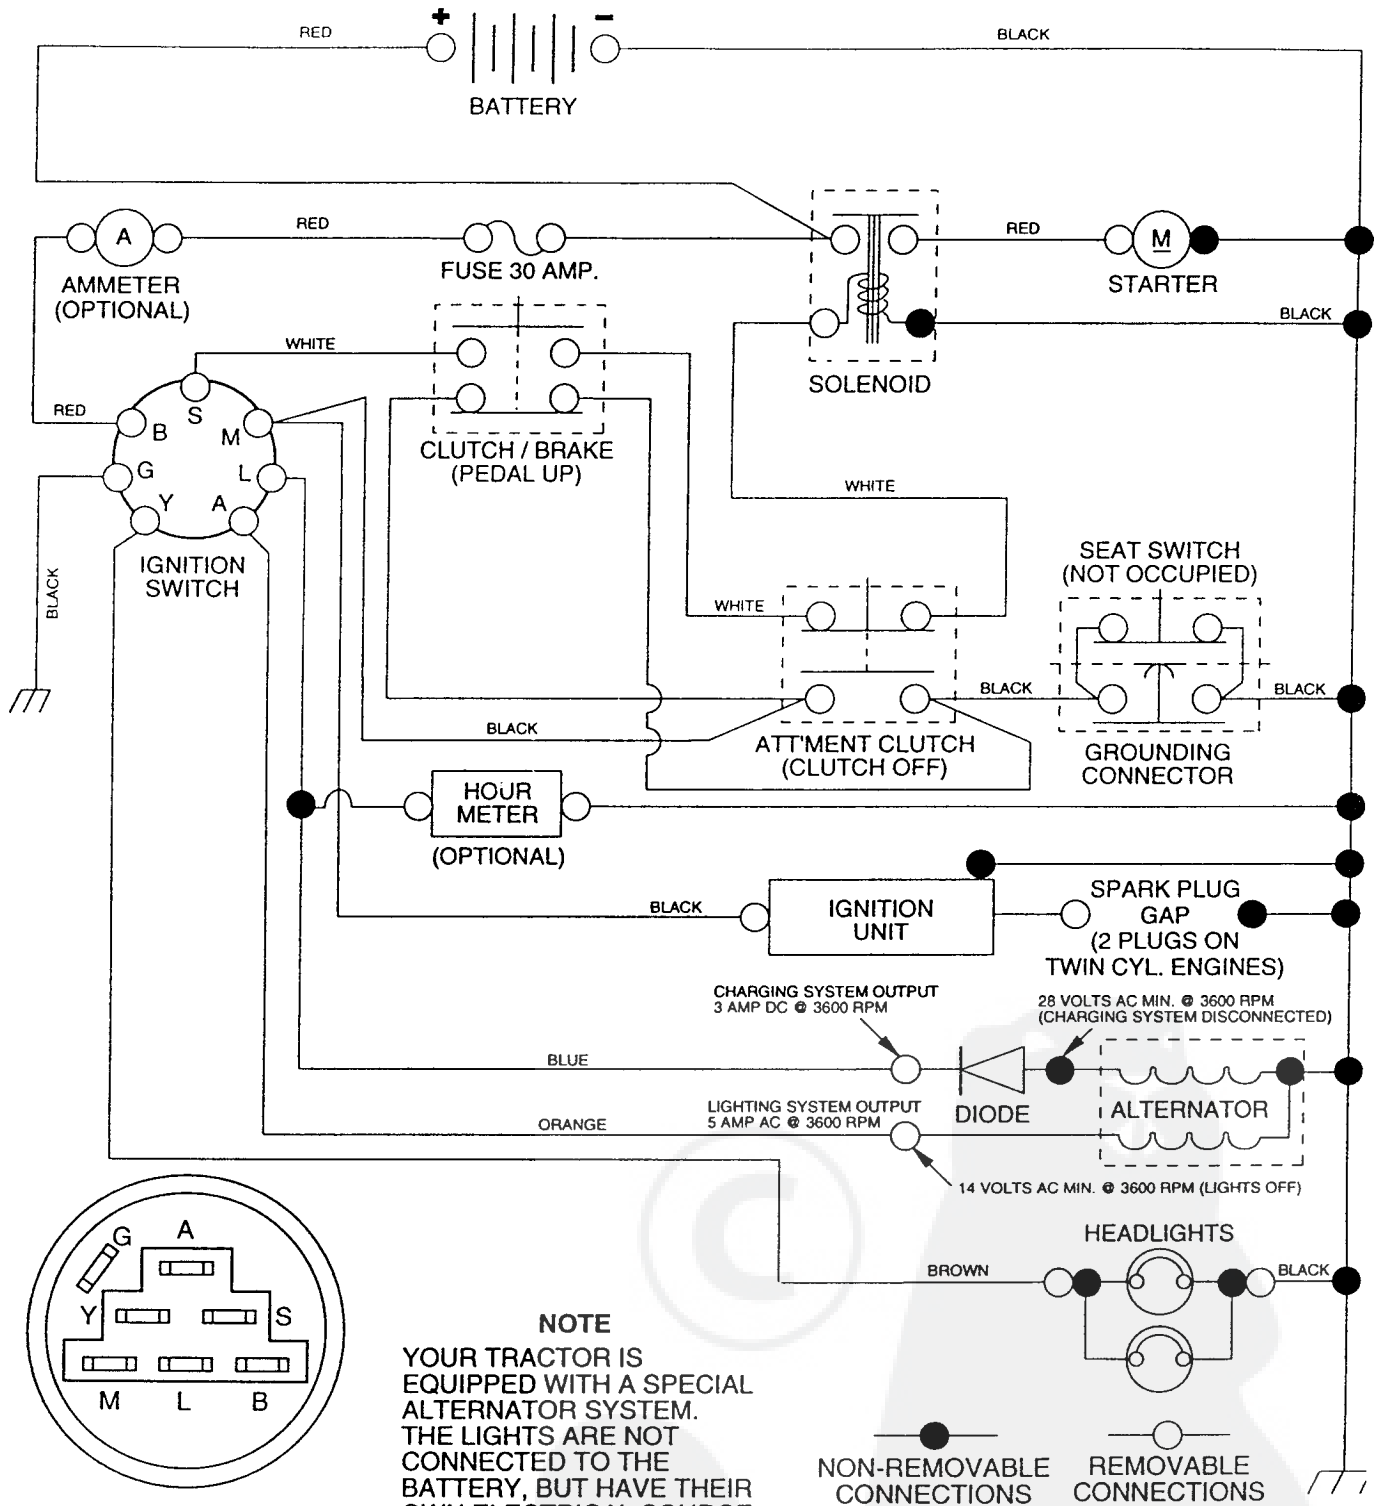 + −
RED
BLACK
BATTERY
A
RED
FUSE 30 AMP.
RED
M
STARTER
AMMETER
(OPTIONAL)
BLACK
SOLENOID
WHITE
CLUTCH / BRAKE
(PEDAL UP)
RED
S
B
M
G
L
Y
A
IGNITION
SWITCH
BLACK
WHITE
SEAT SWITCH
(NOT OCCUPIED)
WHITE
BLACK
BLACK
BLACK
ATT'MENT CLUTCH
(CLUTCH OFF)
GROUNDING
CONNECTOR
HOUR
METER
(OPTIONAL)
BLACK
IGNITION
UNIT
SPARK PLUG
GAP
(2 PLUGS ON
TWIN CYL. ENGINES)
CHARGING SYSTEM OUTPUT
3 AMP DC @ 3600 RPM
28 VOLTS AC MIN. @ 3600 RPM
(CHARGING SYSTEM DISCONNECTED)
BLUE
DIODE
ALTERNATOR
LIGHTING SYSTEM OUTPUT
5 AMP AC @ 3600 RPM
ORANGE
14 VOLTS AC MIN. @ 3600 RPM (LIGHTS OFF)
HEADLIGHTS
BROWN
BLACK
G
A
Y
S
M L B
NOTE
YOUR TRACTOR IS
EQUIPPED WITH A SPECIAL
ALTERNATOR SYSTEM.
THE LIGHTS ARE NOT
CONNECTED TO THE
BATTERY, BUT HAVE THEIR
OWN ELECTRICAL SOURCE
NON-REMOVABLE
CONNECTIONS
REMOVABLE
CONNECTIONS
©